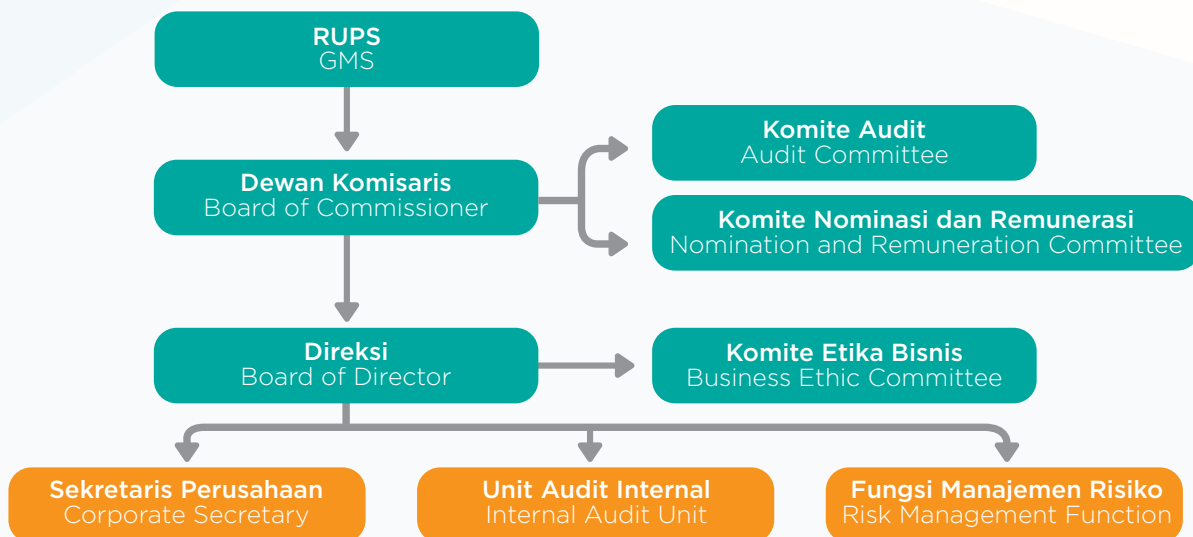 RUPS
GMS
Komite Audit
Audit Committee
Dewan Komisaris
Board of Commissioner
Komite Nominasi dan Remunerasi
Nomination and Remuneration Committee
Direksi
Board of Director
Komite Etika Bisnis
Business Ethic Committee
Sekretaris Perusahaan
Corporate Secretary
Unit Audit Internal
Internal Audit Unit
Fungsi Manajemen Risiko
Risk Management Function